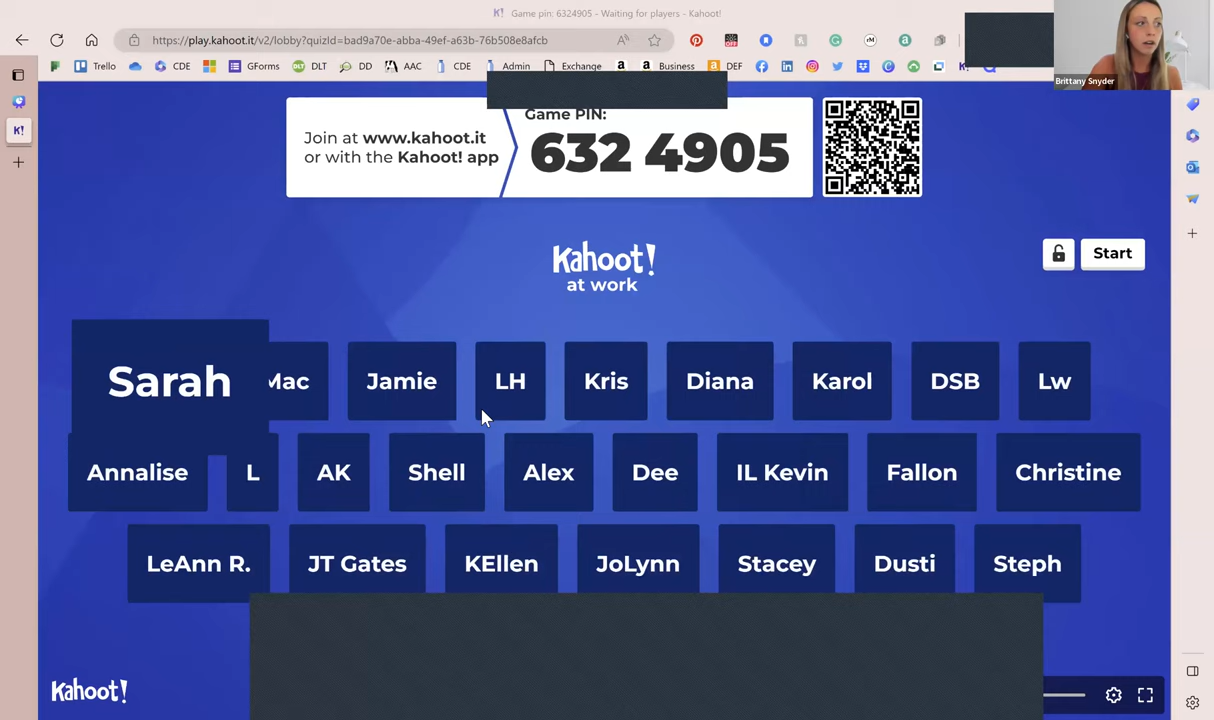 Game pin: 6324905 - Waiting for players - Kahoot!
https://play.kahoot.it/v2/lobby?quizId=bad9a70e-abba-49ef-a63b-76b508e8afcb
Trello
CDE
GForms
DLT
DD
AAC
CDE
Admin
Exchange
Business
DEF
Brittany Snyder
Join at www.kahoot.it
or with the Kahoot! app
Game PIN:
632 4905
Kahoot!
at work
Start
Sarah
Mac
Jamie
LH
Kris
Diana
Karol
DSB
Lw
Annalise
L
AK
Shell
Alex
Dee
IL Kevin
Fallon
Christine
LeAnn R.
JT Gates
KEllen
JoLynn
Stacey
Dusti
Steph
Kahoot!